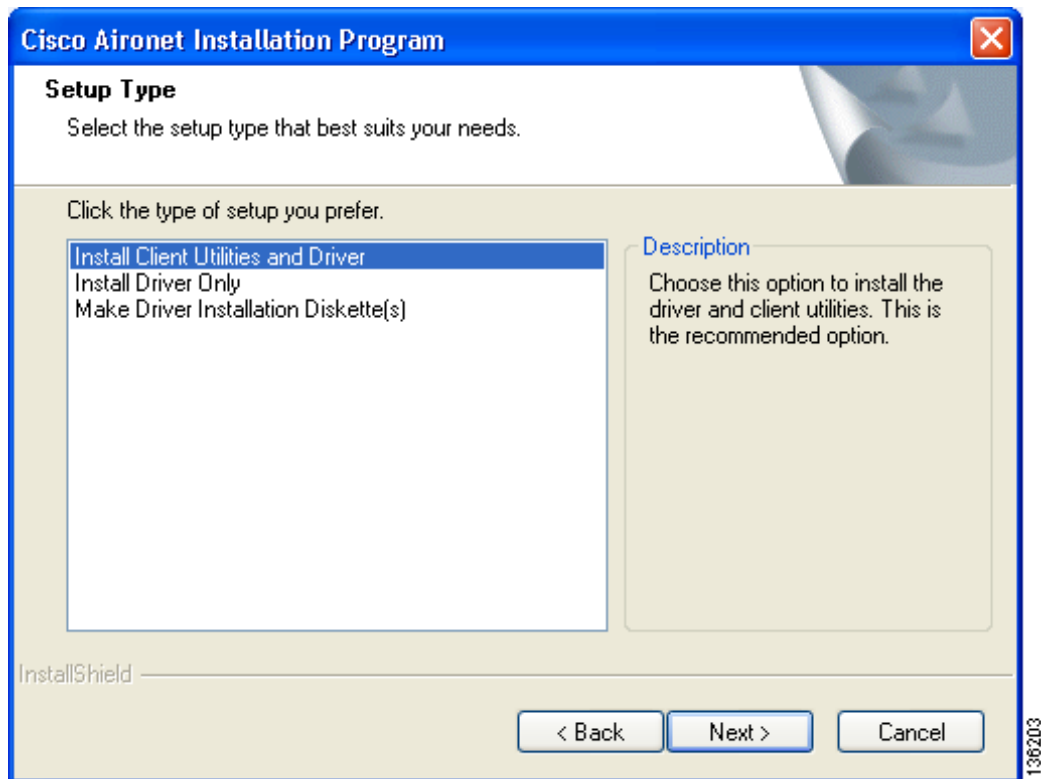 Cisco Aironet Installation Program
Setup Type
Select the setup type that best suits your needs.
Click the type of setup you prefer.
Install Client Utilities and Driver
Install Driver Only
Make Driver Installation Diskette(s)
Description
Choose this option to install the
driver and client utilities. This is
the recommended option.
InstallShield
< Back
Next >
Cancel
136203